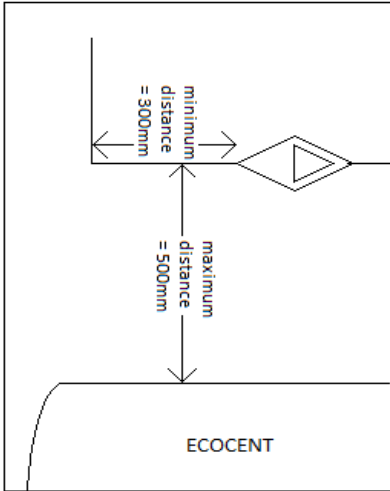 minimum
distance
= 300mm
maximum
distance
= 500mm
ECOCENT